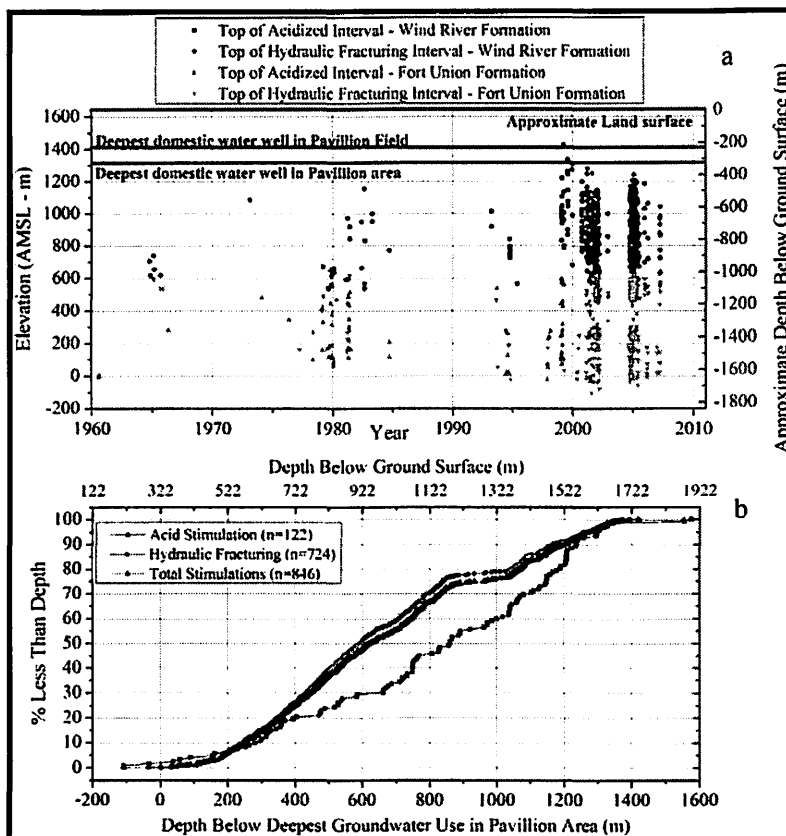 Top of Acidized Interval - Wind River Formation
Top of Hydraulic Fracturing Interval - Wind River Formation
Top of Acidized Interval - Fort Union Formation
Top of Hydraulic Fracturing Interval - Fort Union Formation
a
1600
1400
1200
1000
800
600
400
200
0
-200
Elevation (AMSL - m)
Approximate Land surface
Deepest domestic water well in Pavillion Field
Deepest domestic water well in Pavillion area
0
-200
-400
-600
-800
-1000
-1200
-1400
-1600
-1800
Approximate Depth Below Ground Surface (m)
1960 1970 1980 1990 2000 2010
Year
Depth Below Ground Surface (m)
122 322 522 722 922 1122 1322 1522 1722 1922
b
100
90
80
70
60
50
40
30
20
10
0
% Less Than Depth
Acid Stimulation (n=122)
Hydraulic Fracturing (n=724)
Total Stimulations (n=846)
-200 0 200 400 600 800 1000 1200 1400 1600
Depth Below Deepest Groundwater Use in Pavillion Area (m)